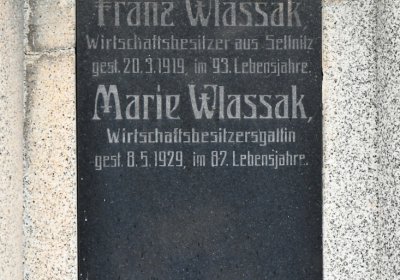 Franz Wlassak,
Wirtschaftsbesitzer aus Settnitz
gest. 20.3.1919, im 93. Lebensjahre.
Marie Wlassak,
Wirtschaftsbesitzersgattin
gest. 8.5.1929, im 87. Lebensjahre.